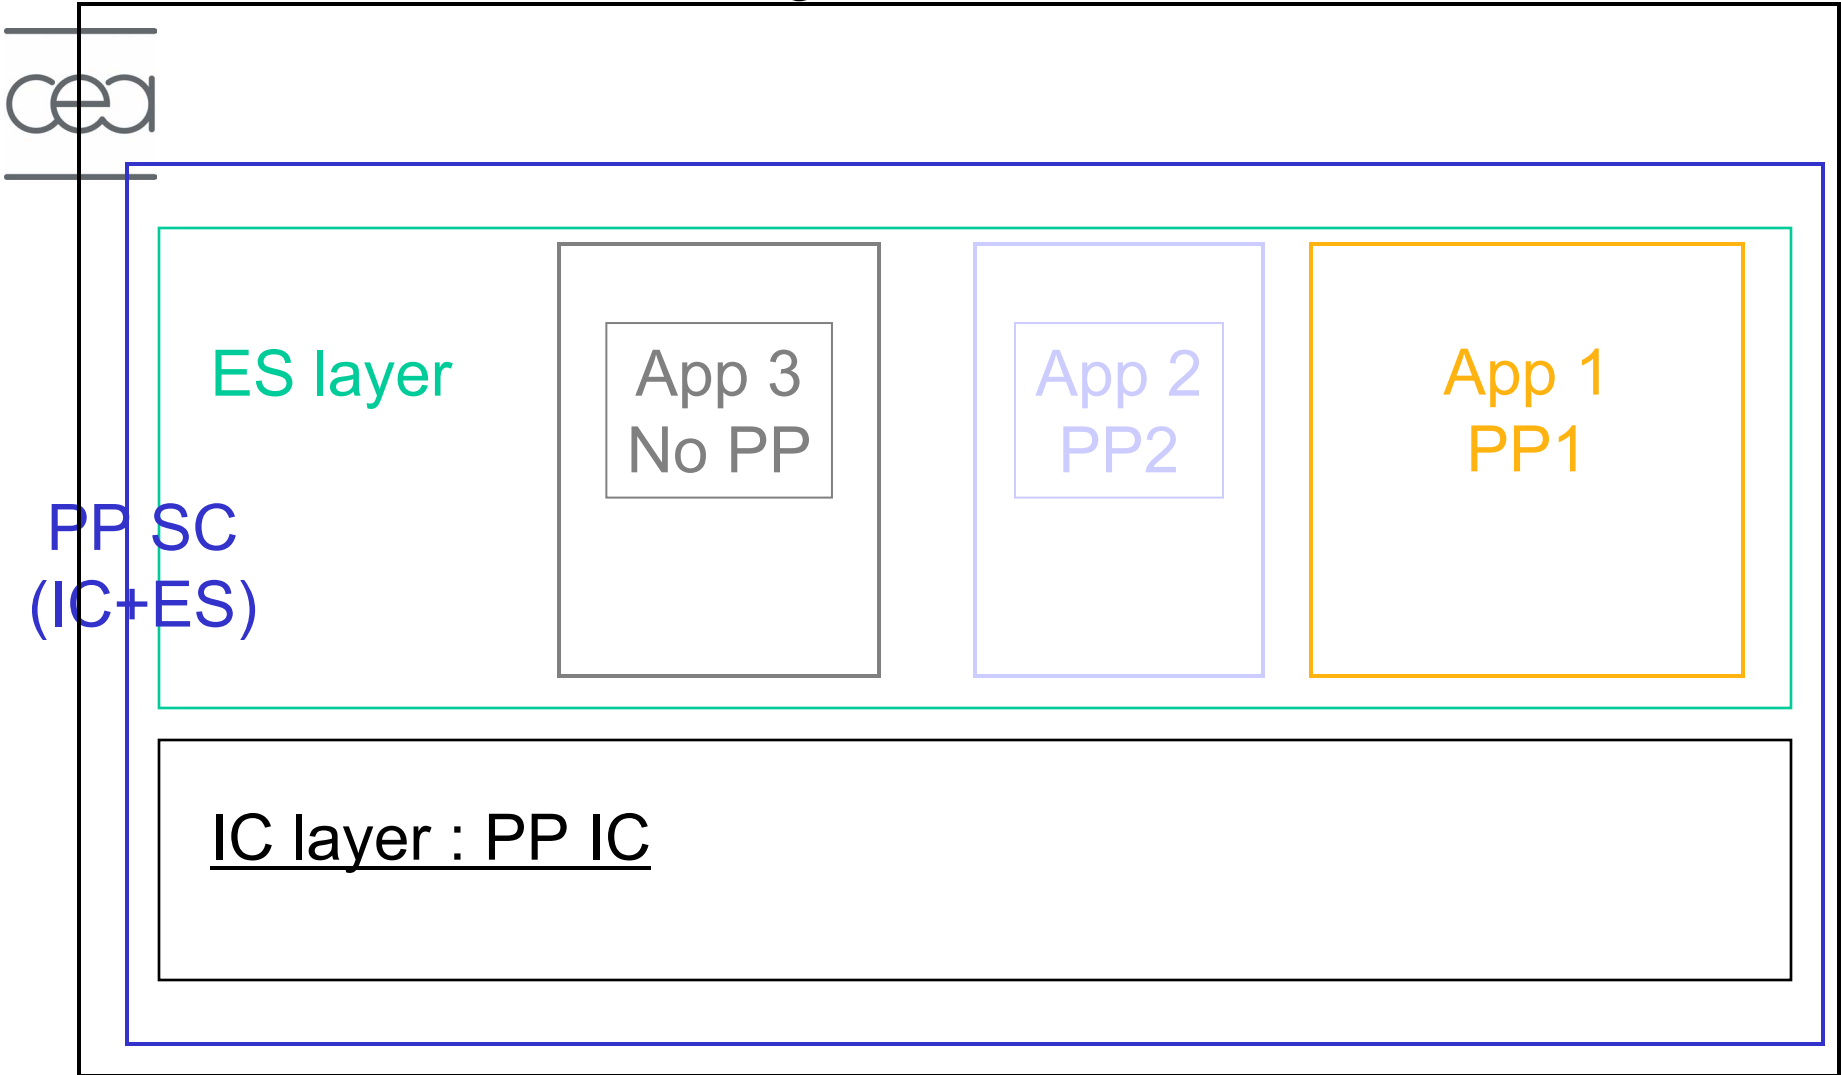 cea
ES layer
App 3
No PP
App 2
PP2
App 1
PP1
PP SC
(IC+ES)
IC layer : PP IC